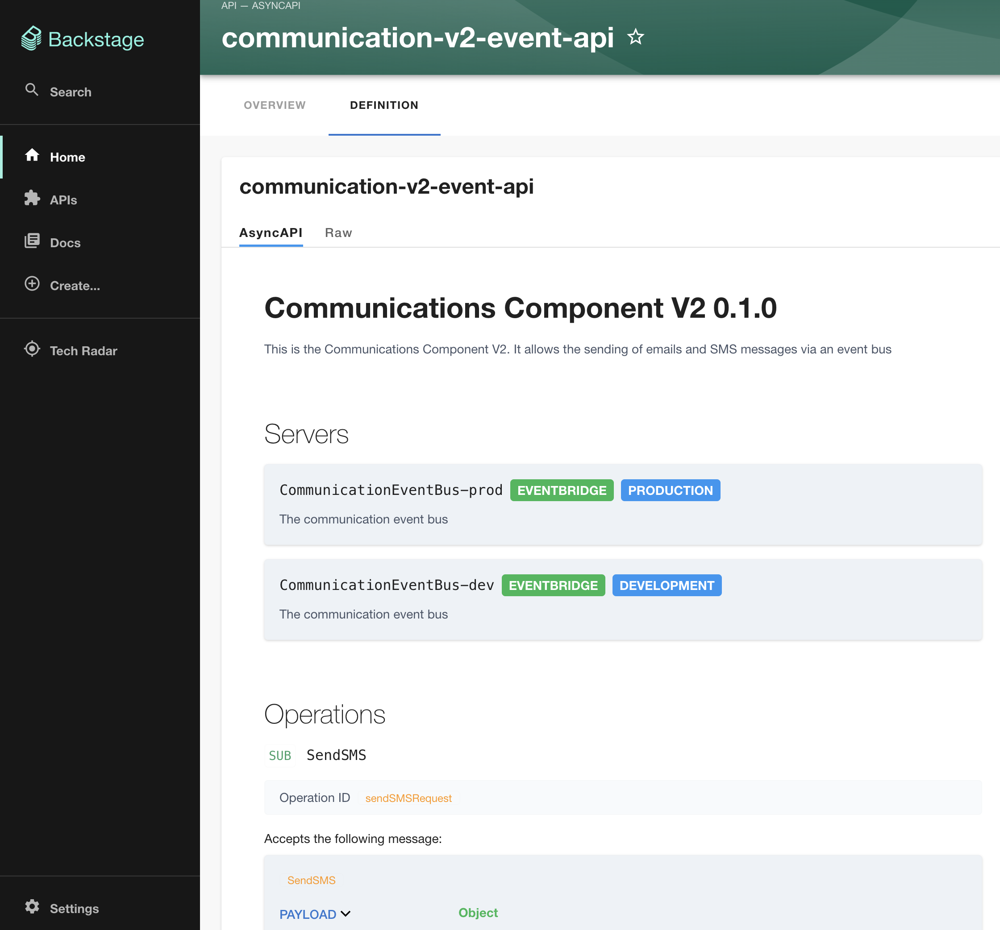 Backstage
Search
Home
APIs
Docs
Create...
Tech Radar
Settings
API — ASYNCAPI
communication-v2-event-api
OVERVIEW DEFINITION
communication-v2-event-api
AsyncAPI Raw
Communications Component V2 0.1.0
This is the Communications Component V2. It allows the sending of emails and SMS messages via an event bus
Servers
CommunicationEventBus-prod EVENTBRIDGE PRODUCTION
The communication event bus
CommunicationEventBus-dev EVENTBRIDGE DEVELOPMENT
The communication event bus
Operations
SUB SendSMS
Operation ID sendSMSRequest
Accepts the following message:
SendSMS
PAYLOAD Object